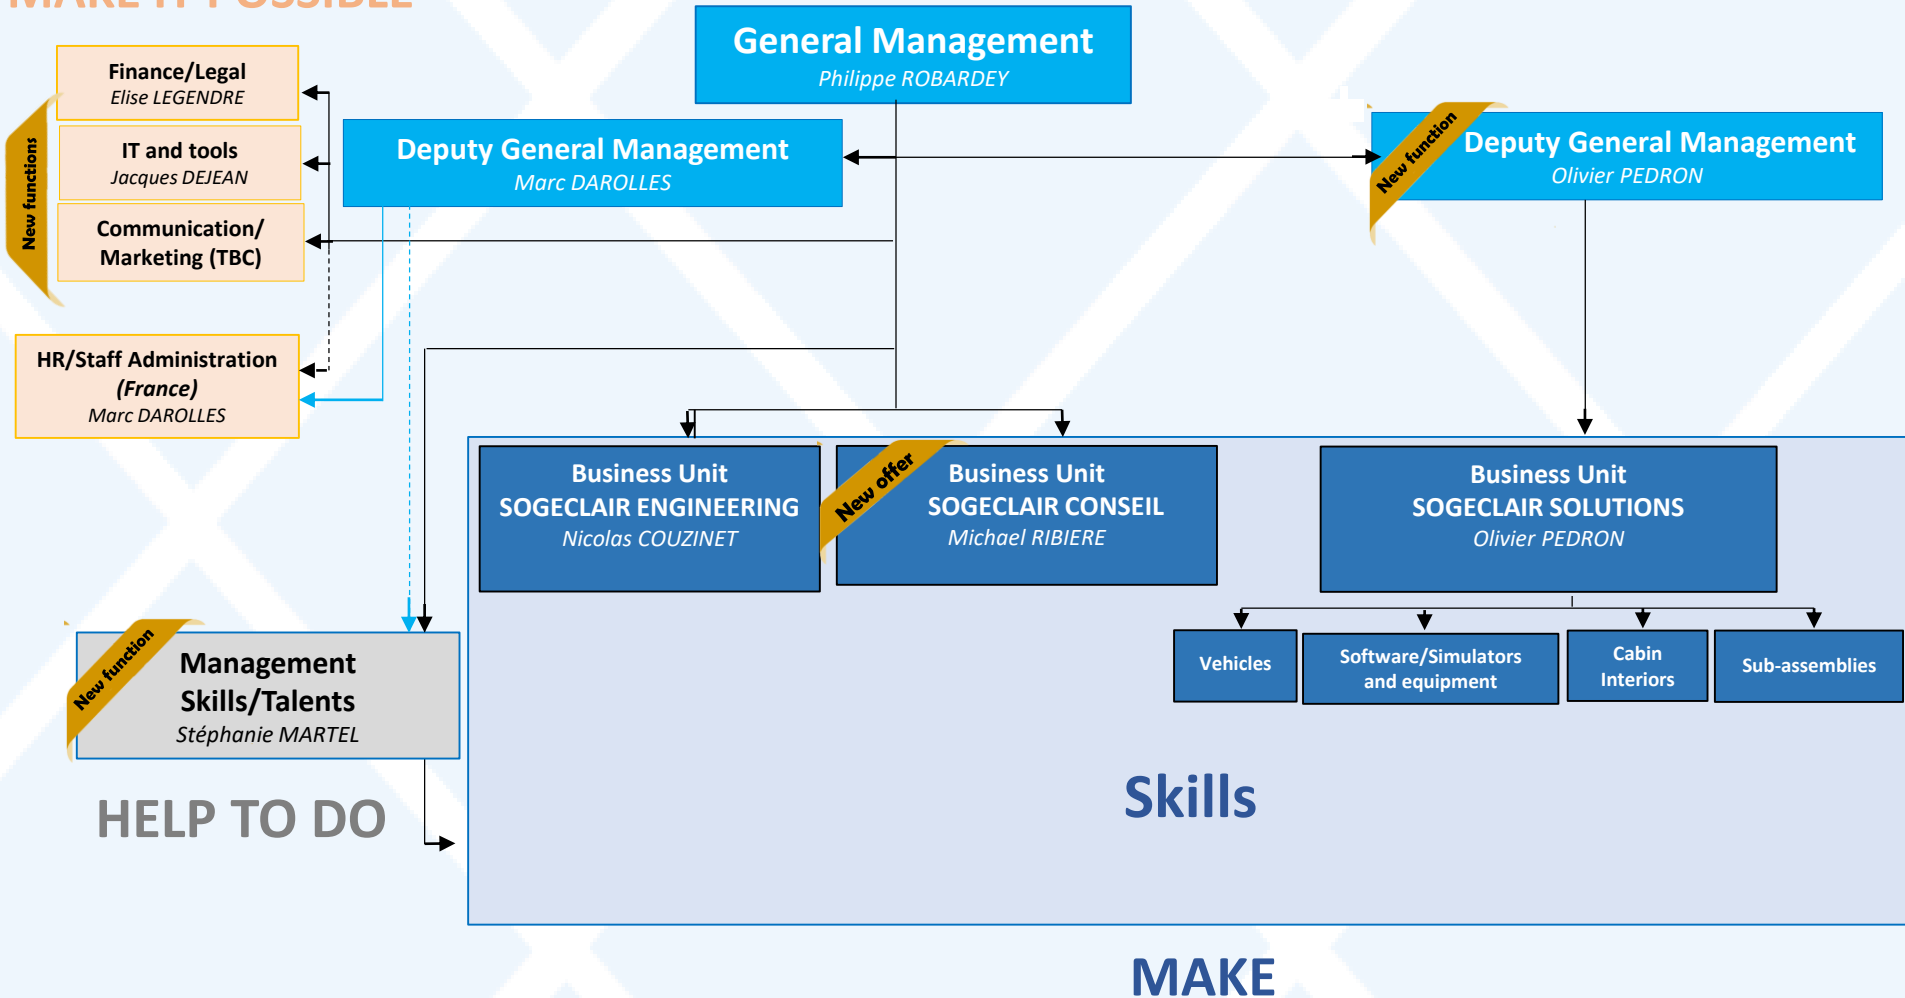 MAKE IT POSSIBLE
General Management
Philippe ROBARDEY
Finance/Legal
Elise LEGENDRE
IT and tools
Jacques DEJEAN
Communication/
Marketing (TBC)
New functions
HR/Staff Administration
(France)
Marc DAROLLES
Deputy General Management
Marc DAROLLES
New function
Deputy General Management
Olivier PEDRON
Business Unit
SOGECLAIR ENGINEERING
Nicolas COUZINET
New offer
Business Unit
SOGECLAIR CONSEIL
Michael RIBIERE
Business Unit
SOGECLAIR SOLUTIONS
Olivier PEDRON
Vehicles
Software/Simulators
and equipment
Cabin
Interiors
Sub-assemblies
New function
Management
Skills/Talents
Stéphanie MARTEL
HELP TO DO
Skills
MAKE